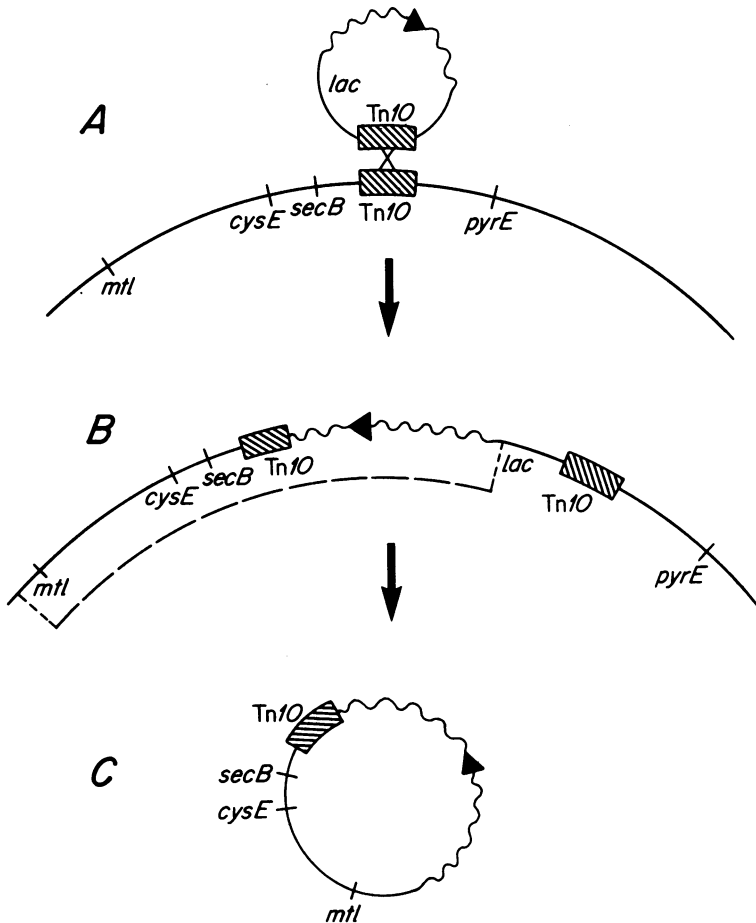 A
lac
Tn10
cysE
secB
Tn10
pyrE
mtl
B
cysE
secB
Tn10
lac
Tn10
mtl
pyrE
C
Tn10
secB
cysE
mtl